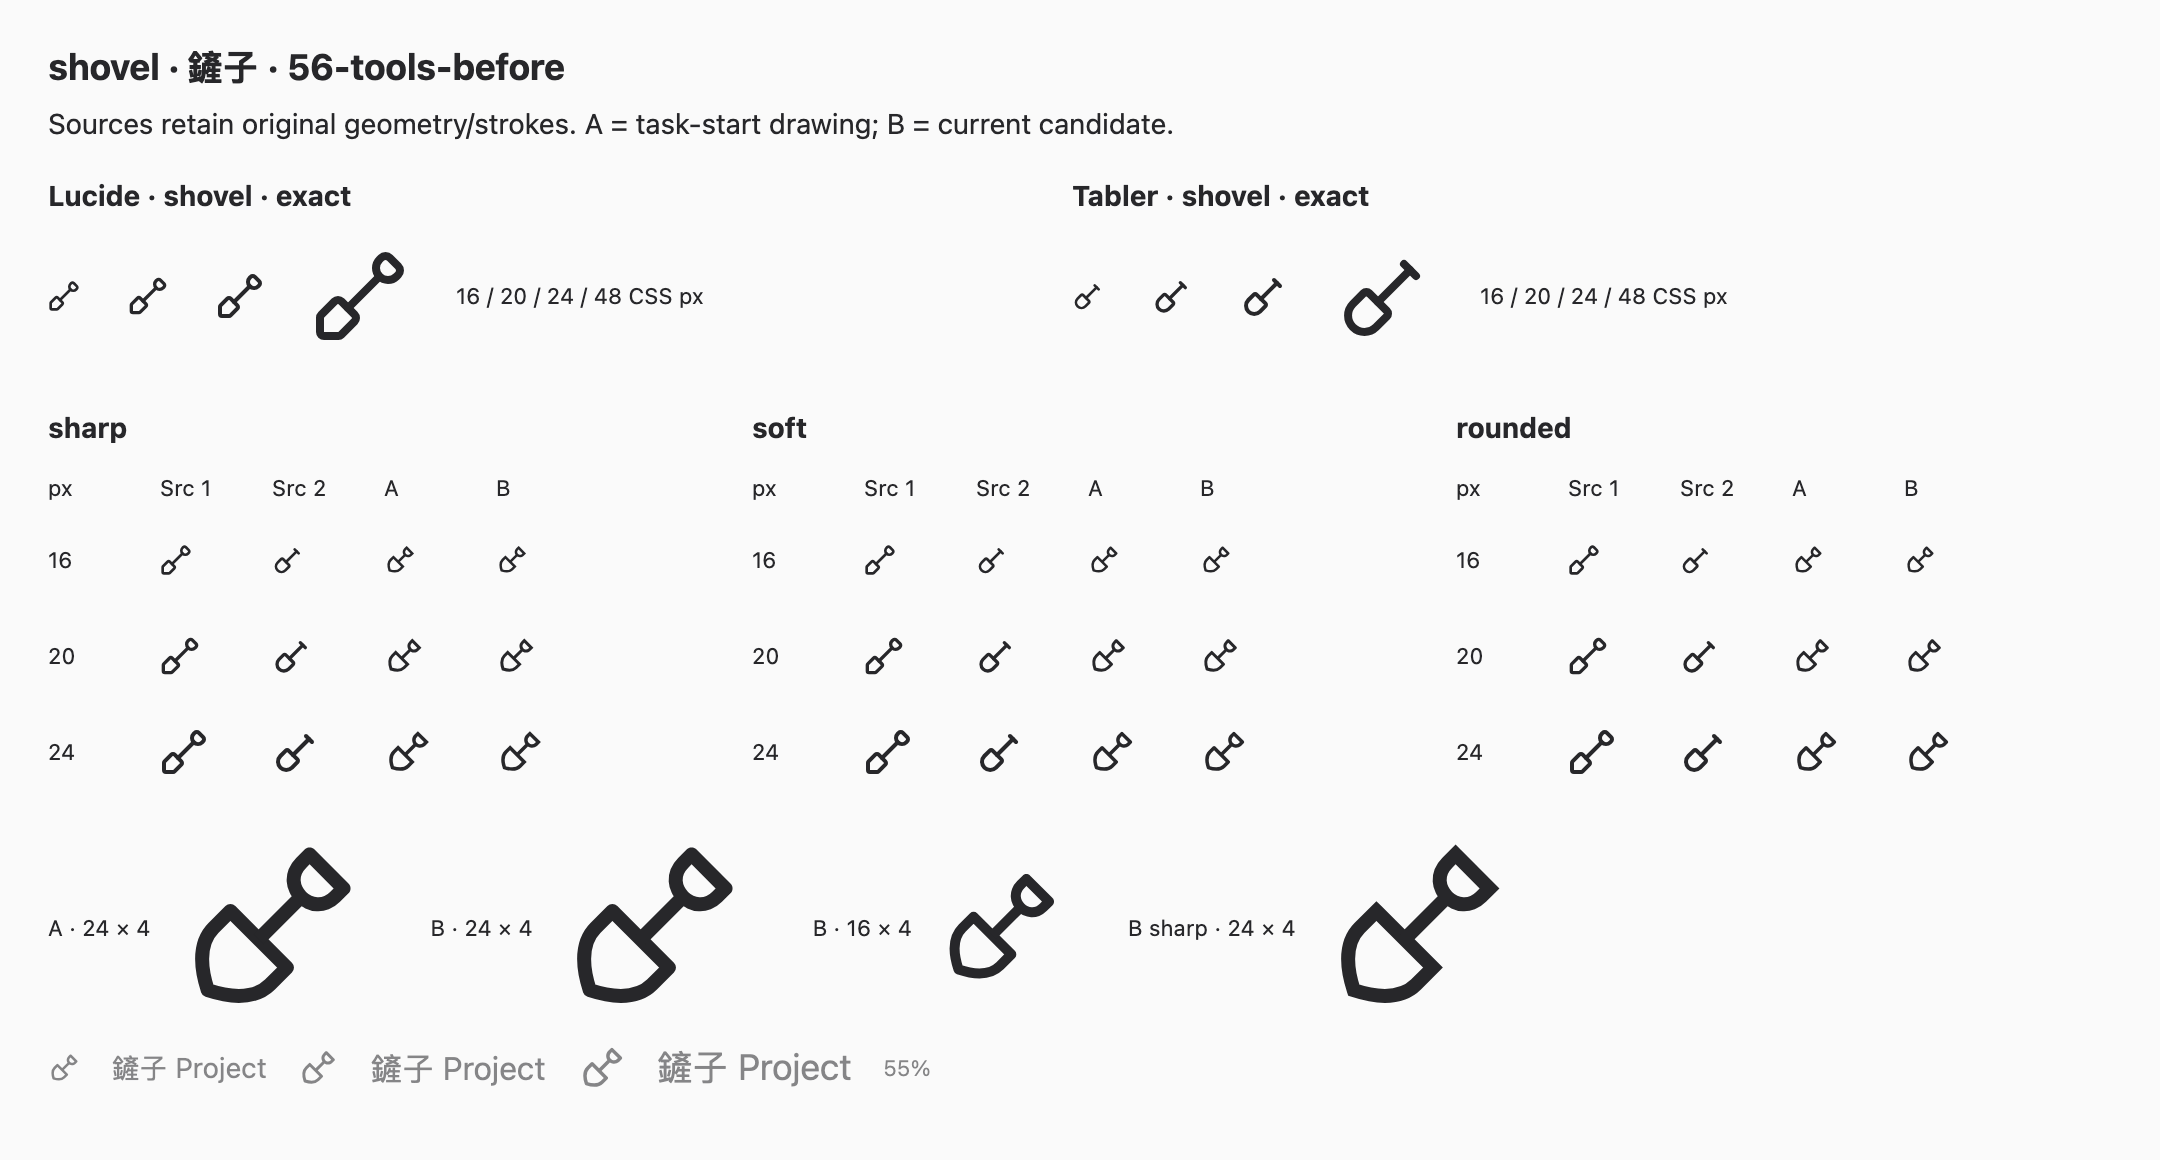 shovel · 鏟子 · 56-tools-before
Sources retain original geometry/strokes. A = task-start drawing; B = current candidate.
Lucide · shovel · exact
Tabler · shovel · exact
16 / 20 / 24 / 48 CSS px
16 / 20 / 24 / 48 CSS px
sharp
soft
rounded
px Src 1 Src 2 A B
px Src 1 Src 2 A B
px Src 1 Src 2 A B
16
16
16
20
20
20
24
24
24
A · 24 × 4
B · 24 × 4
B · 16 × 4
B sharp · 24 × 4
鏟子 Project
鏟子 Project
鏟子 Project
55%